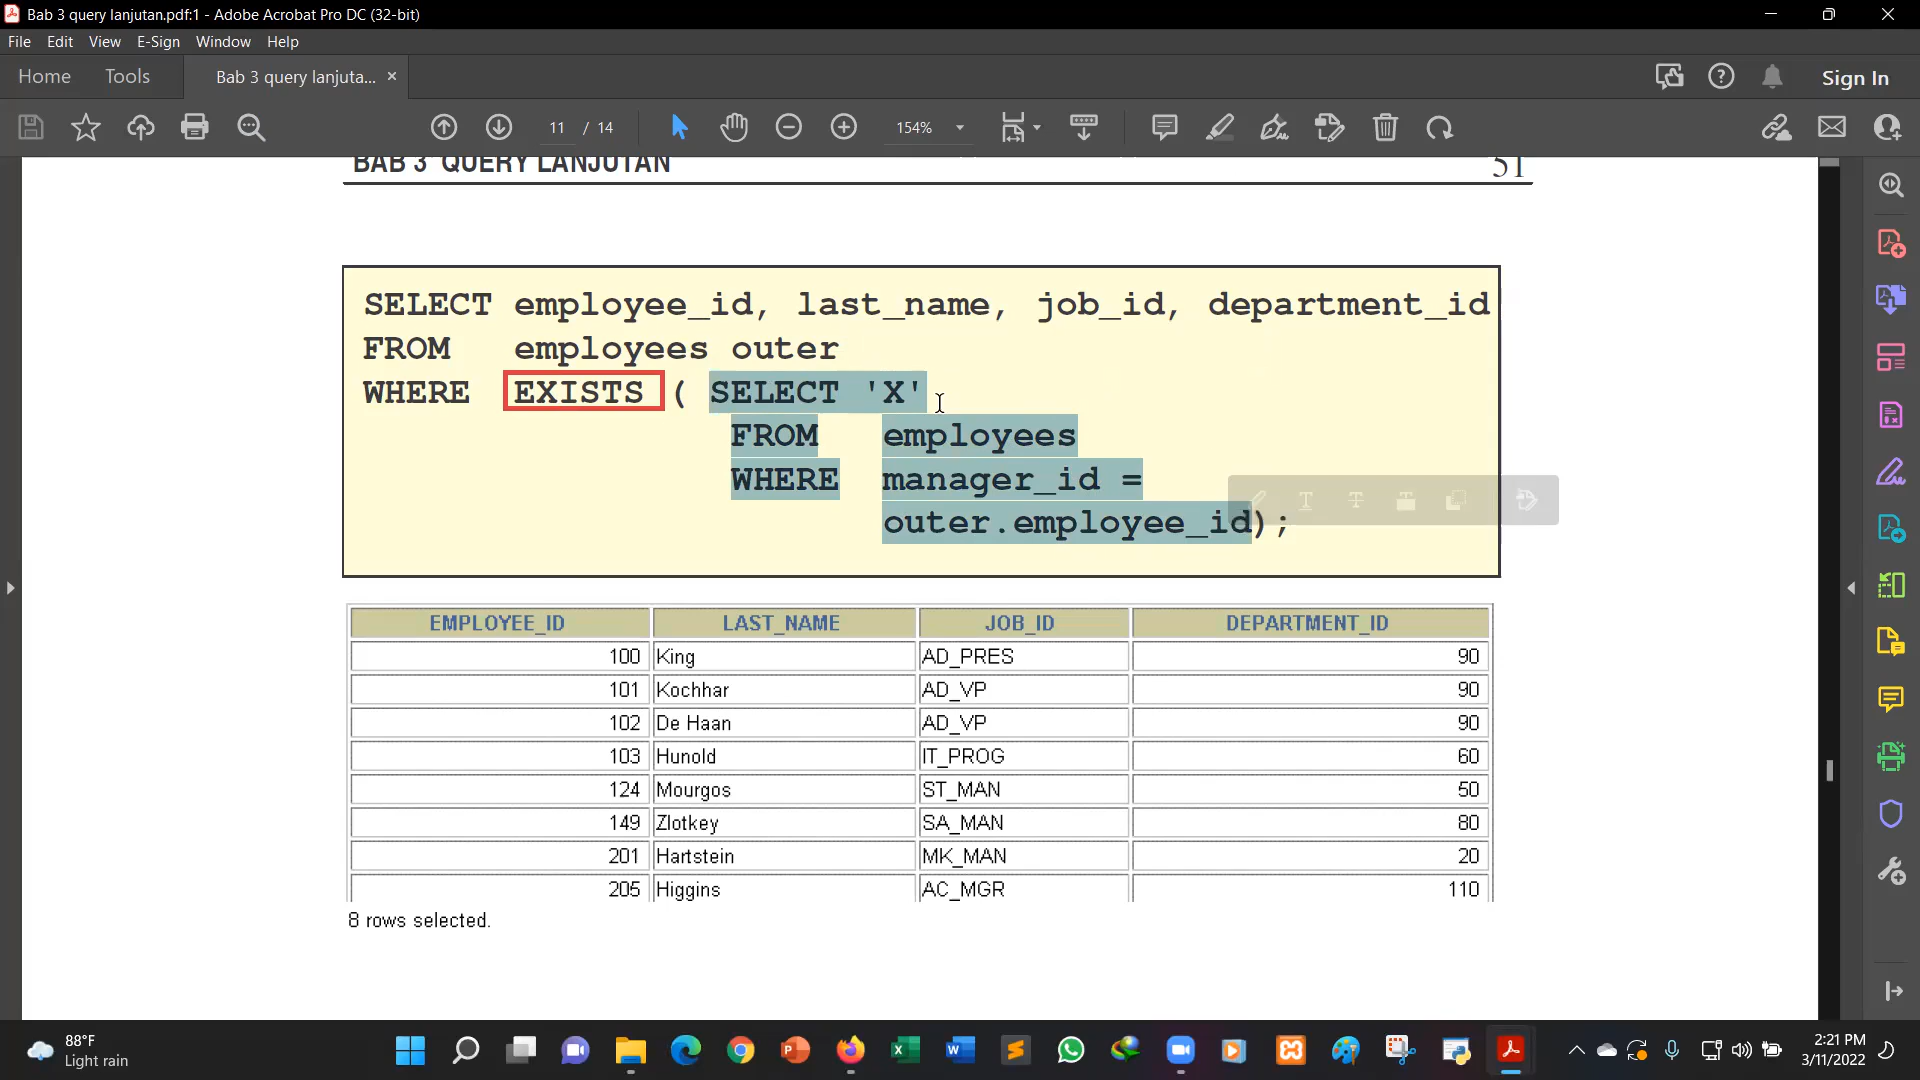 Bab 3 query lanjutan.pdf:1 - Adobe Acrobat Pro DC (32-bit)
File Edit View E-Sign Window Help
Home Tools Bab 3 query lanjuta... × Sign In
11 / 14 154%
BAB 3 QUERY LANJUTAN 51
SELECT employee_id, last_name, job_id, department_id
FROM employees outer
WHERE EXISTS ( SELECT 'X'
FROM employees
WHERE manager_id =
outer.employee_id);
EMPLOYEE_ID LAST_NAME JOB_ID DEPARTMENT_ID
100 King AD_PRES 90
101 Kochhar AD_VP 90
102 De Haan AD_VP 90
103 Hunold IT_PROG 60
124 Mourgos ST_MAN 50
149 Zlotkey SA_MAN 80
201 Hartstein MK_MAN 20
205 Higgins AC_MGR 110
8 rows selected.
88°F
Light rain
2:21 PM
3/11/2022